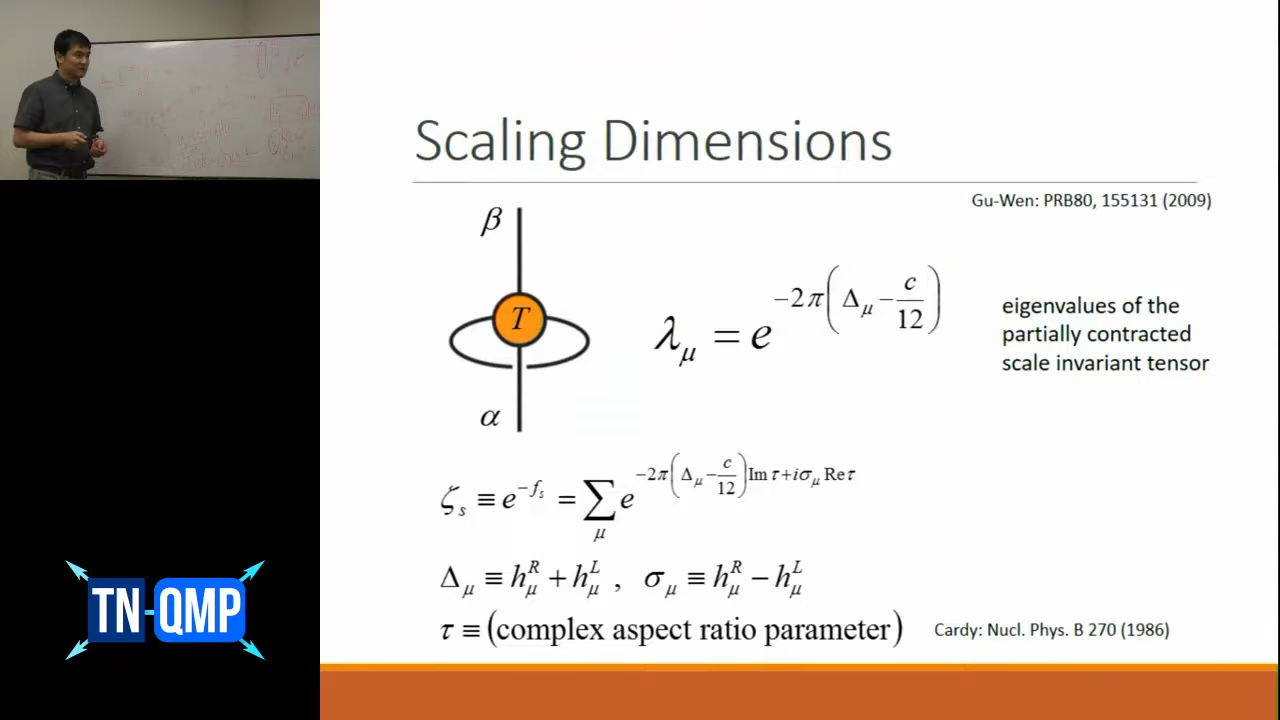 Scaling Dimensions
Gu-Wen: PRB80, 155131 (2009)
β
T
α
λ_μ = e^{-2π(Δ_μ - c/12)}
eigenvalues of the
partially contracted
scale invariant tensor
ζ_s ≡ e^{-f_s} = ∑_μ e^{-2π(Δ_μ - c/12) Im τ + iσ_μ Re τ}
Δ_μ ≡ h_μ^R + h_μ^L , σ_μ ≡ h_μ^R − h_μ^L
τ ≡ (complex aspect ratio parameter)
Cardy: Nucl. Phys. B 270 (1986)
TN-QMP